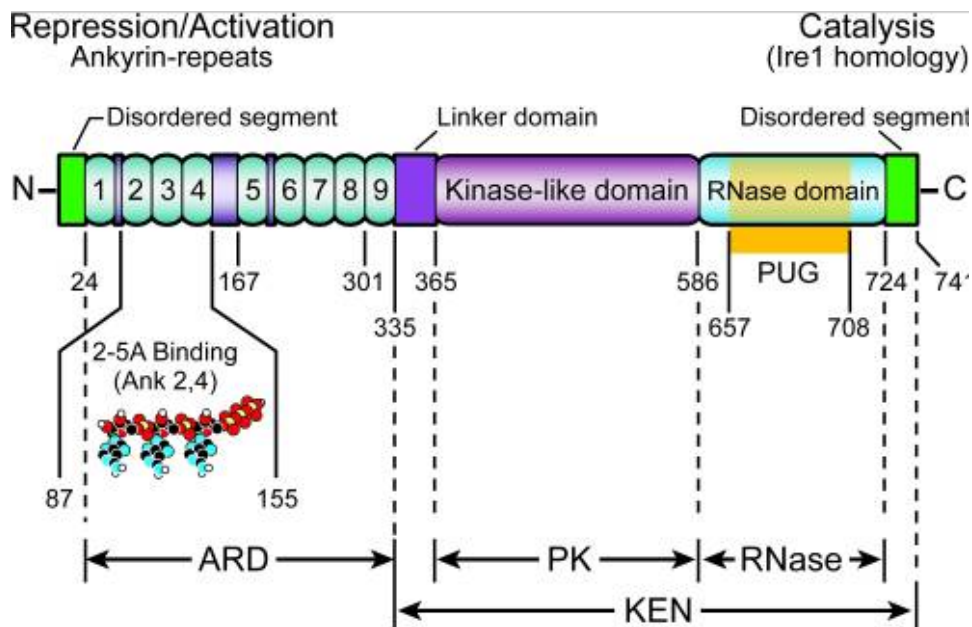 Repression/Activation
Ankyrin-repeats
Catalysis
(Ire1 homology)
Disordered segment
Linker domain
Disordered segment
N
1 2 3 4 5 6 7 8 9
Kinase-like domain
RNase domain
C
PUG
24
167
301
365
586
724
741
335
657
708
2-5A Binding
(Ank 2,4)
87
155
ARD
PK
RNase
KEN